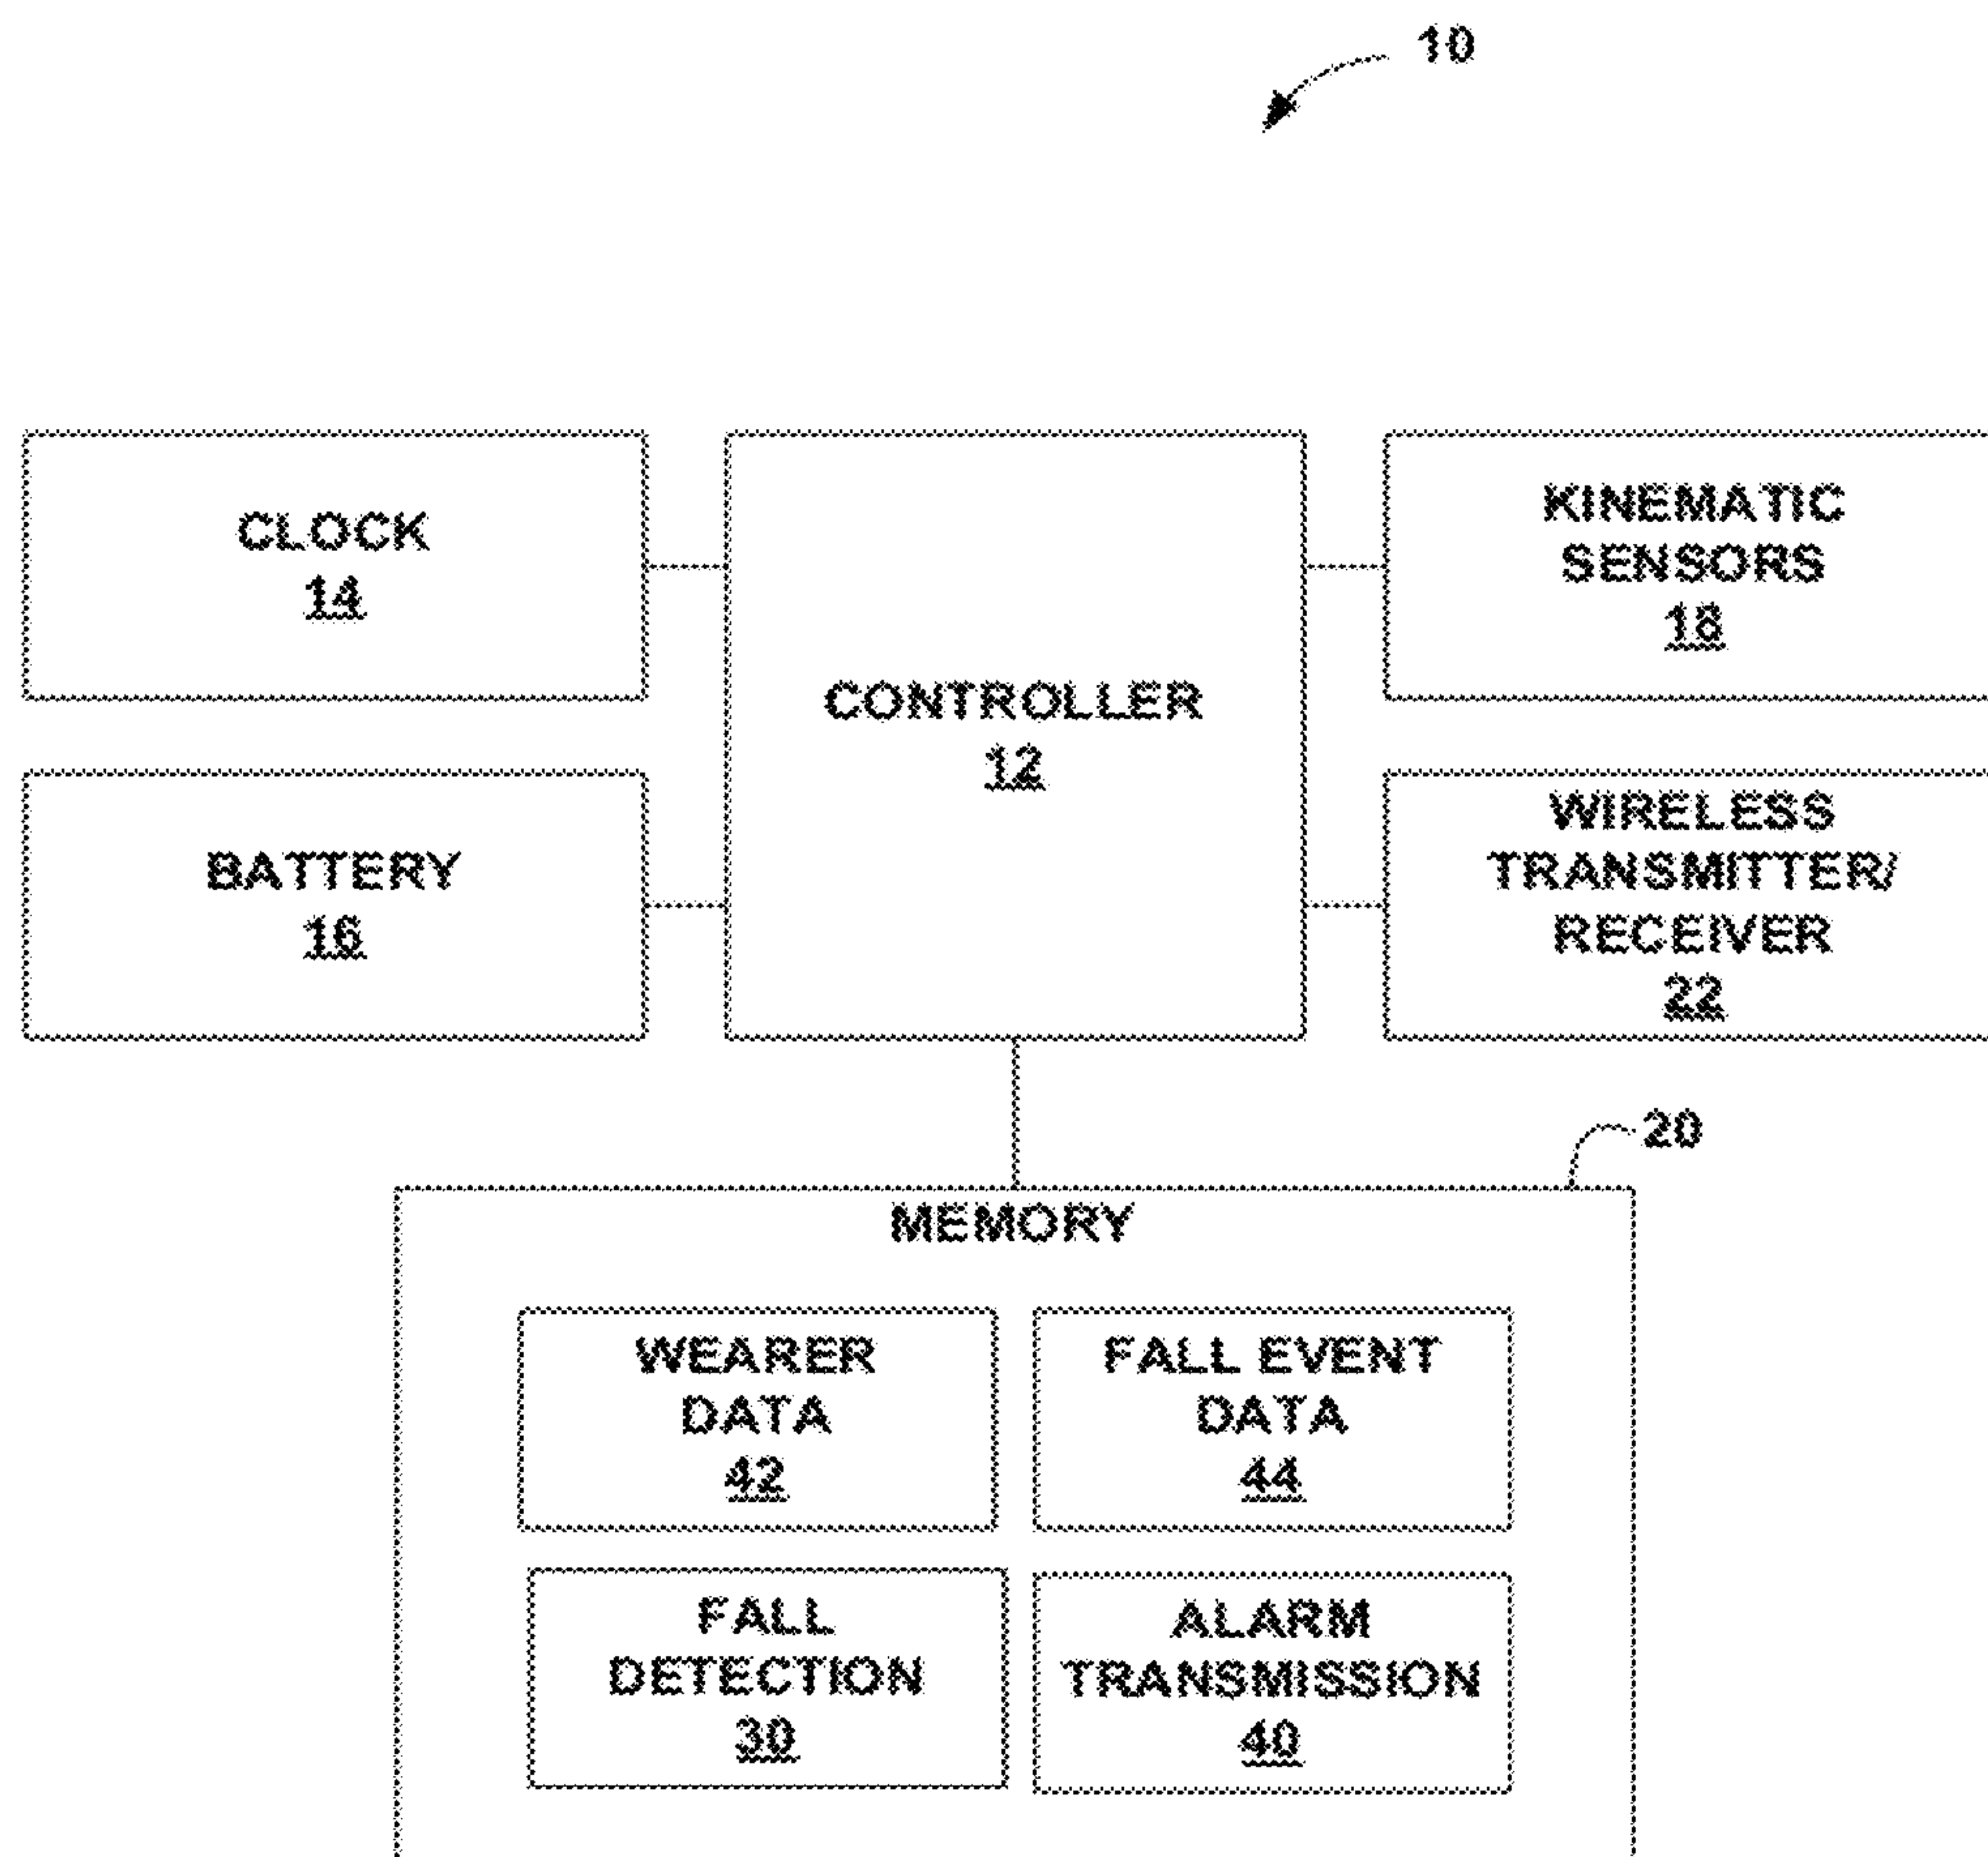 10
CLOCK
14
CONTROLLER
12
KINEMATIC
SENSORS
18
BATTERY
16
WIRELESS
TRANSMITTER/
RECEIVER
22
20
MEMORY
WEARER
DATA
42
FALL EVENT
DATA
44
FALL
DETECTION
30
ALARM
TRANSMISSION
40